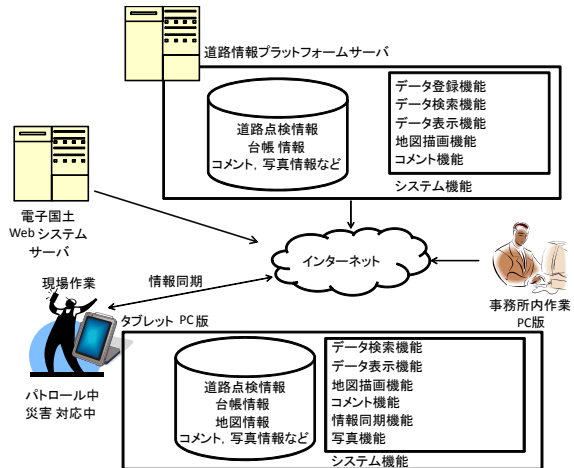 道路情報プラットフォームサーバ
道路点検情報
台帳 情報
コメント，写真情報など
データ登録機能
データ検索機能
データ表示機能
地図描画機能
コメント機能
システム機能
電子国土
Web システム
サーバ
インターネット
事務所内作業
PC版
情報同期
現場作業
タブレット PC版
パトロール中
災害 対応中
道路点検情報
台帳情報
地図情報
コメント，写真情報など
データ検索機能
データ表示機能
地図描画機能
コメント機能
情報同期機能
写真機能
システム機能